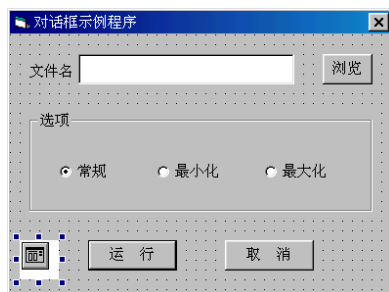 对话框示例程序
文件名 浏览
选项
常规 最小化 最大化
运 行 取 消